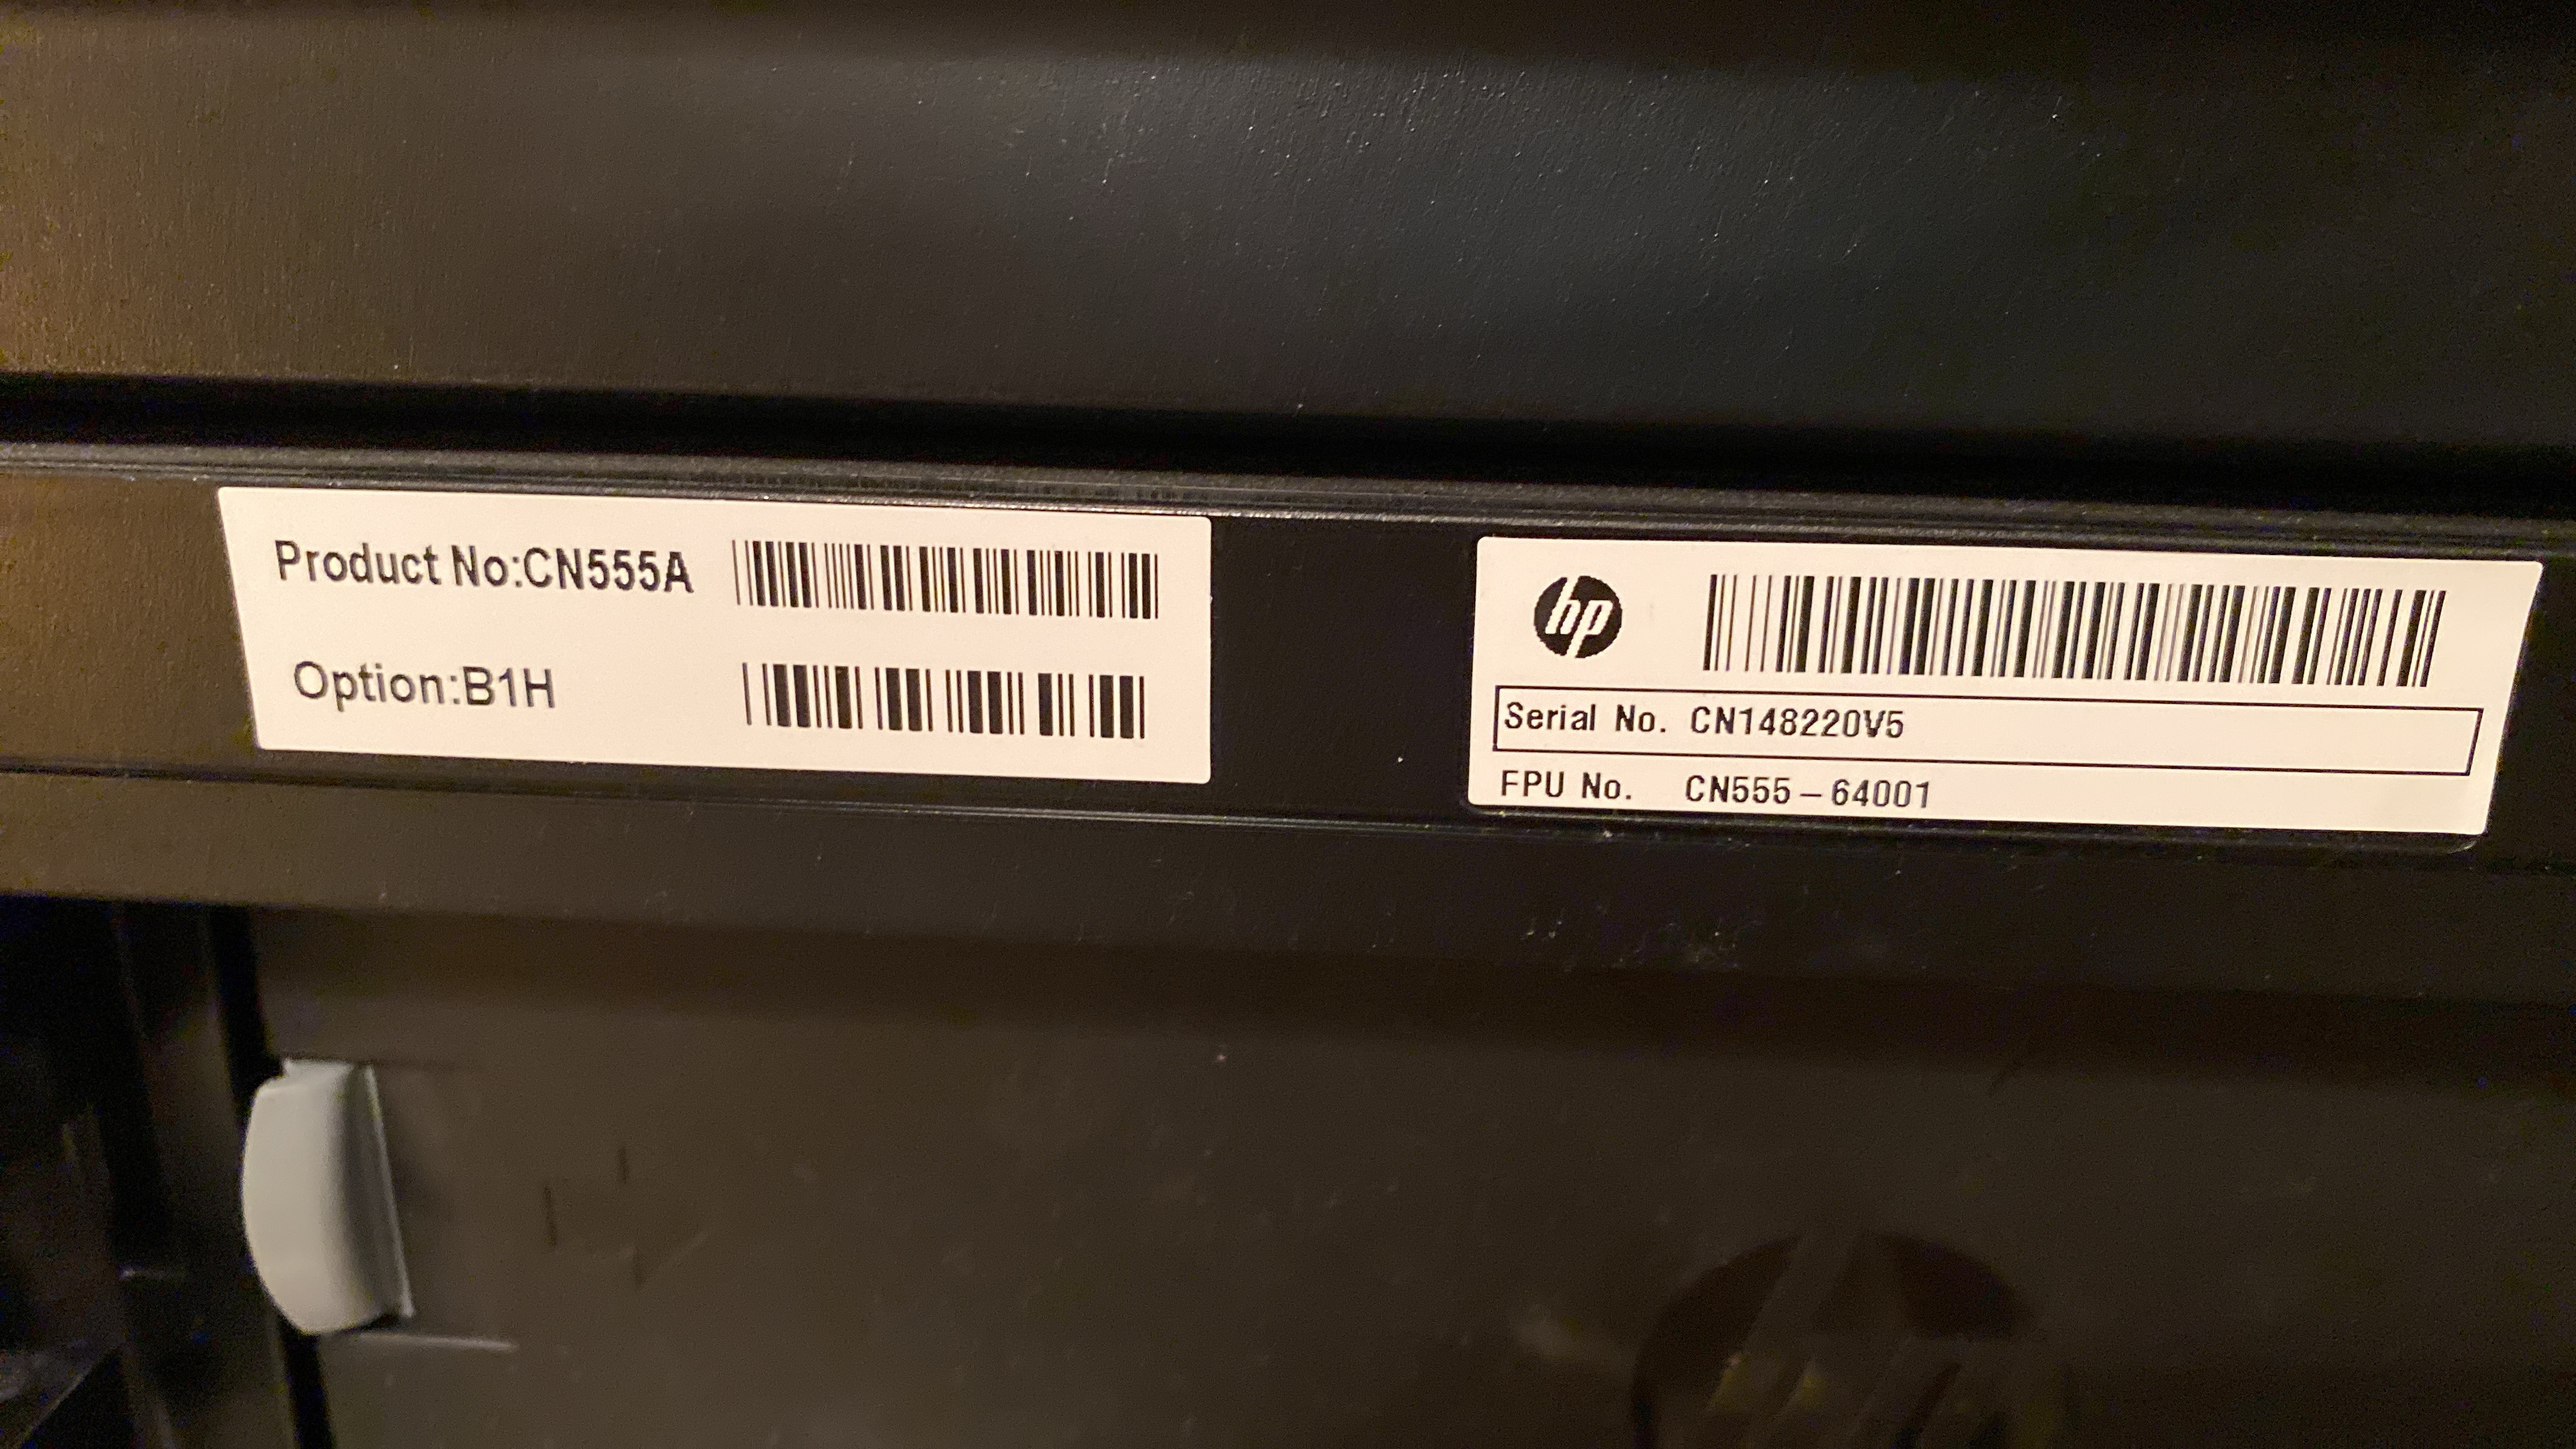 Product No:CN555A
Option:B1H
hp
Serial No. CN148220V5
FPU No. CN555-64001